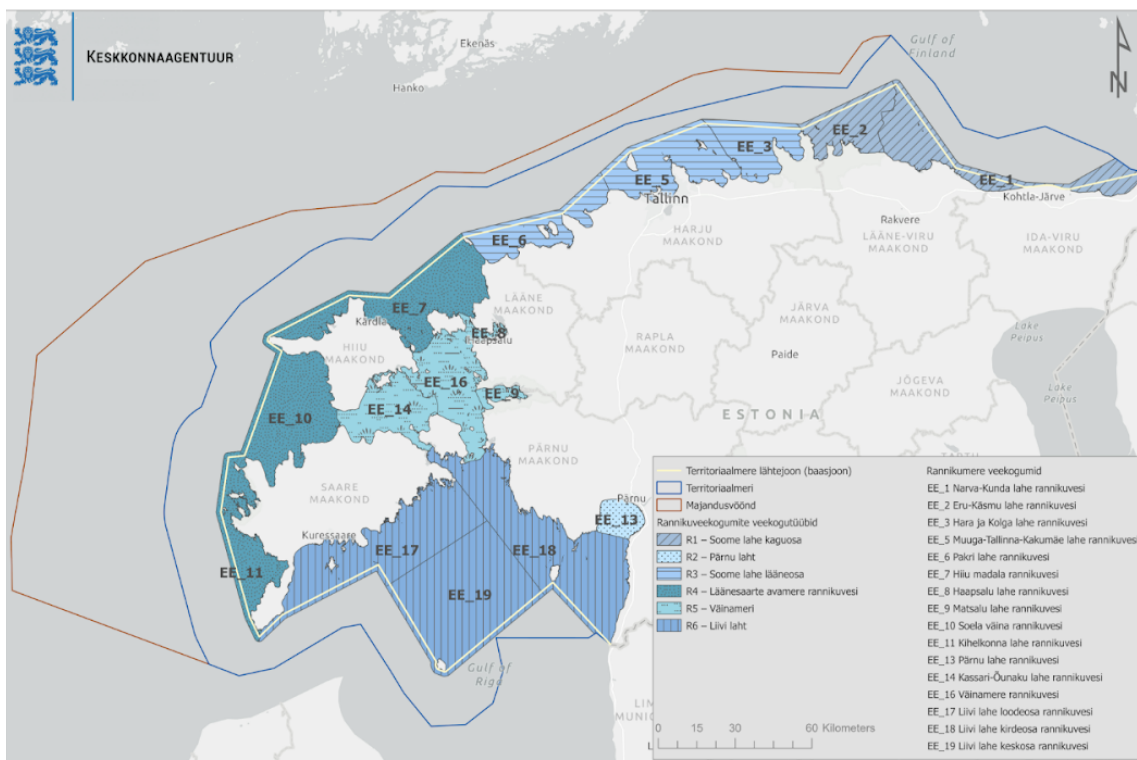 KESKKONNAAGENTUUR
Ekenäs
Hanko
Gulf of
Finland
N
EE_2
EE_3
EE_1
EE_5
Kohtla-Järve
Tallinn
HARJU
MAAKOND
Rakvere
LÄÄNE-VIRU
MAAKOND
IDA-VIRU
MAAKOND
EE_6
LÄÄNE
MAAKOND
EE_7
Kärdla
EE_8
Haapsalu
HIIU
MAAKOND
RAPLA
MAAKOND
JÄRVA
MAAKOND
Paide
Lake
Peipus
EE_16
EE_9
EE_14
EE_10
JÕGEVA
MAAKOND
Lake
Peipus
ESTONIA
PÄRNU
MAAKOND
SAARE
MAAKOND
Kuressaare
Pärnu
EE_13
EE_17
EE_18
EE_11
EE_19
Gulf of
Riga
Territoriaalmere lähtejoon (baasjoon)
Territoriaalmeri
Majandusvöönd
Rannikuveekogumite veekogutüübid
R1 – Soome lahe kaguosa
R2 – Pärnu laht
R3 – Soome lahe lääneosa
R4 – Läänesaarte avamere rannikuvesi
R5 – Väinameri
R6 – Liivi laht
0 15 30 60 Kilometers
Rannikumere veekogumid
EE_1 Narva-Kunda lahe rannikuvesi
EE_2 Eru-Käsmu lahe rannikuvesi
EE_3 Hara ja Kolga lahe rannikuvesi
EE_5 Muuga-Tallinna-Kakumäe lahe rannikuvesi
EE_6 Pakri lahe rannikuvesi
EE_7 Hiiu madala rannikuvesi
EE_8 Haapsalu lahe rannikuvesi
EE_9 Matsalu lahe rannikuvesi
EE_10 Soela väina rannikuvesi
EE_11 Kihelkonna lahe rannikuvesi
EE_13 Pärnu lahe rannikuvesi
EE_14 Kassari-Õunaku lahe rannikuvesi
EE_16 Väinamere rannikuvesi
EE_17 Liivi lahe loodeosa rannikuvesi
EE_18 Liivi lahe kirdeosa rannikuvesi
EE_19 Liivi lahe keskosa rannikuvesi